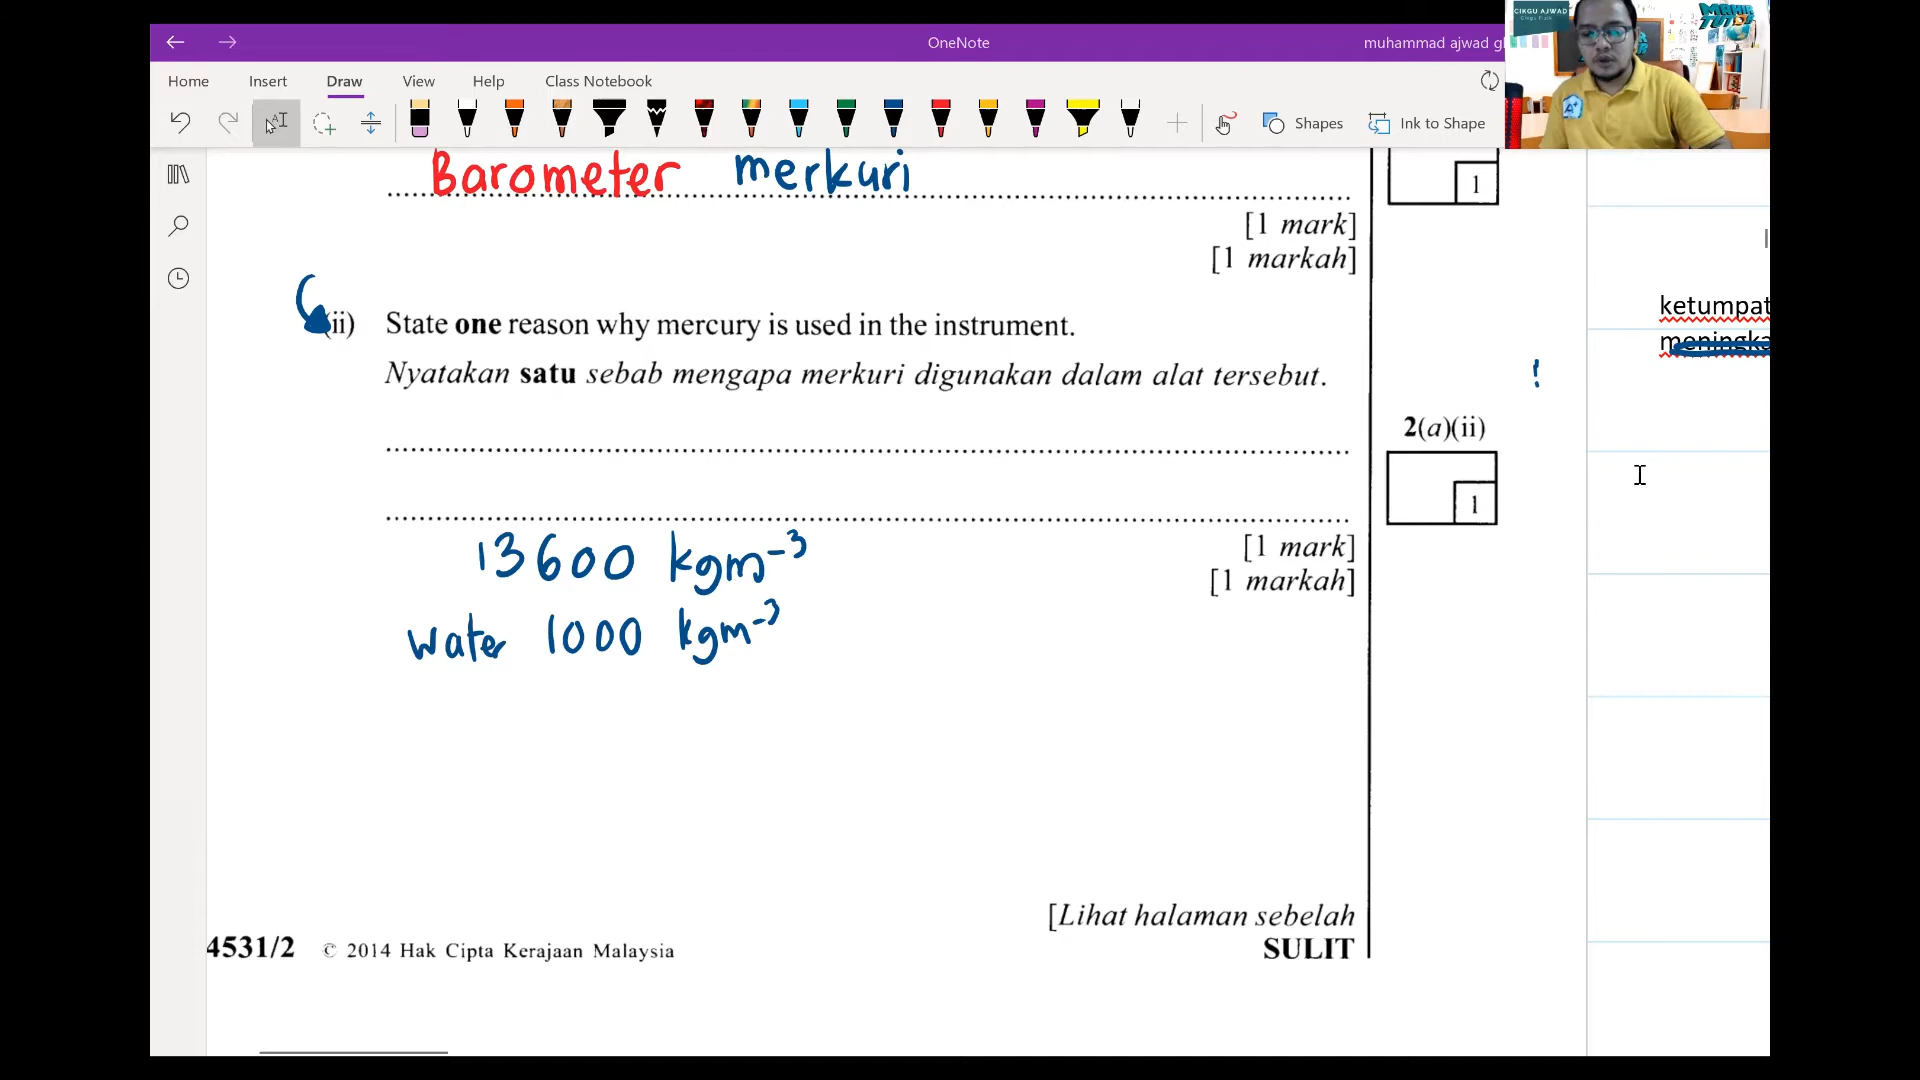 CIKGU AJWAD
OneNote
muhammad ajwad g
Home Insert Draw View Help Class Notebook
Shapes Ink to Shape
Barometer merkuri
1
[1 mark]
[1 markah]
(ii) State one reason why mercury is used in the instrument.
Nyatakan satu sebab mengapa merkuri digunakan dalam alat tersebut.
!
2(a)(ii)
1
13600 kgm⁻³
[1 mark]
[1 markah]
water 1000 kgm⁻³
[Lihat halaman sebelah
SULIT
4531/2 © 2014 Hak Cipta Kerajaan Malaysia
ketumpat
meningka